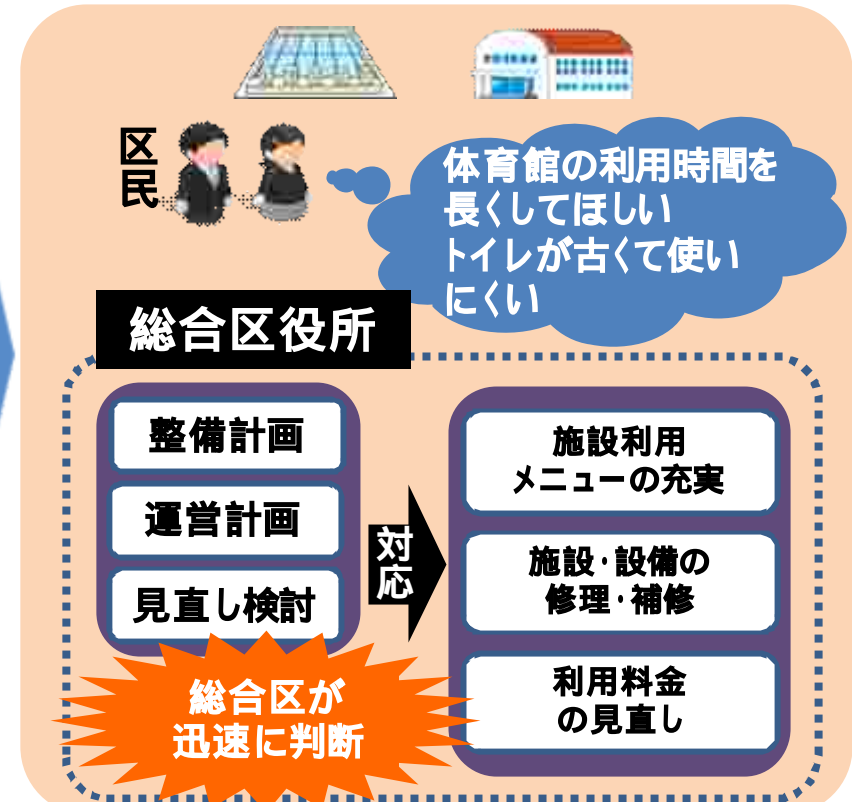 区民
体育館の利用時間を
長くしてほしい
トイレが古くて使い
にくい
総合区役所
整備計画
運営計画
見直し検討
対応
施設利用
メニューの充実
施設・設備の
修理・補修
利用料金
の見直し
総合区が
迅速に判断